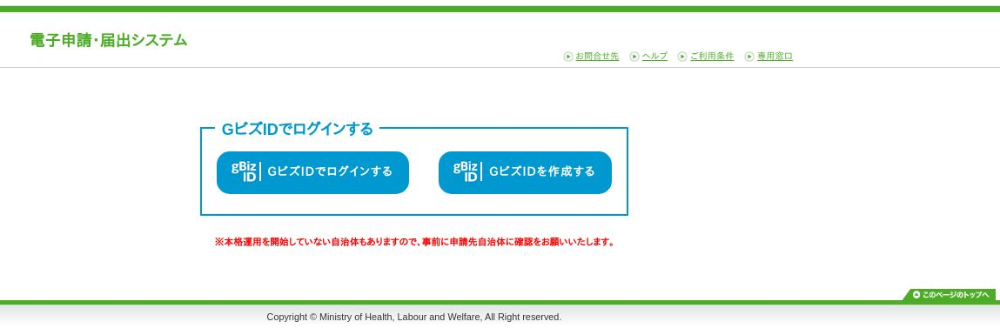 電子申請・届出システム
お問合せ先 ヘルプ ご利用条件 専用窓口
GビズIDでログインする
gBiz ID GビズIDでログインする
gBiz ID GビズIDを作成する
※本格運用を開始していない自治体もありますので、事前に申請先自治体に確認をお願いいたします。
このページのトップへ
Copyright © Ministry of Health, Labour and Welfare, All Right reserved.